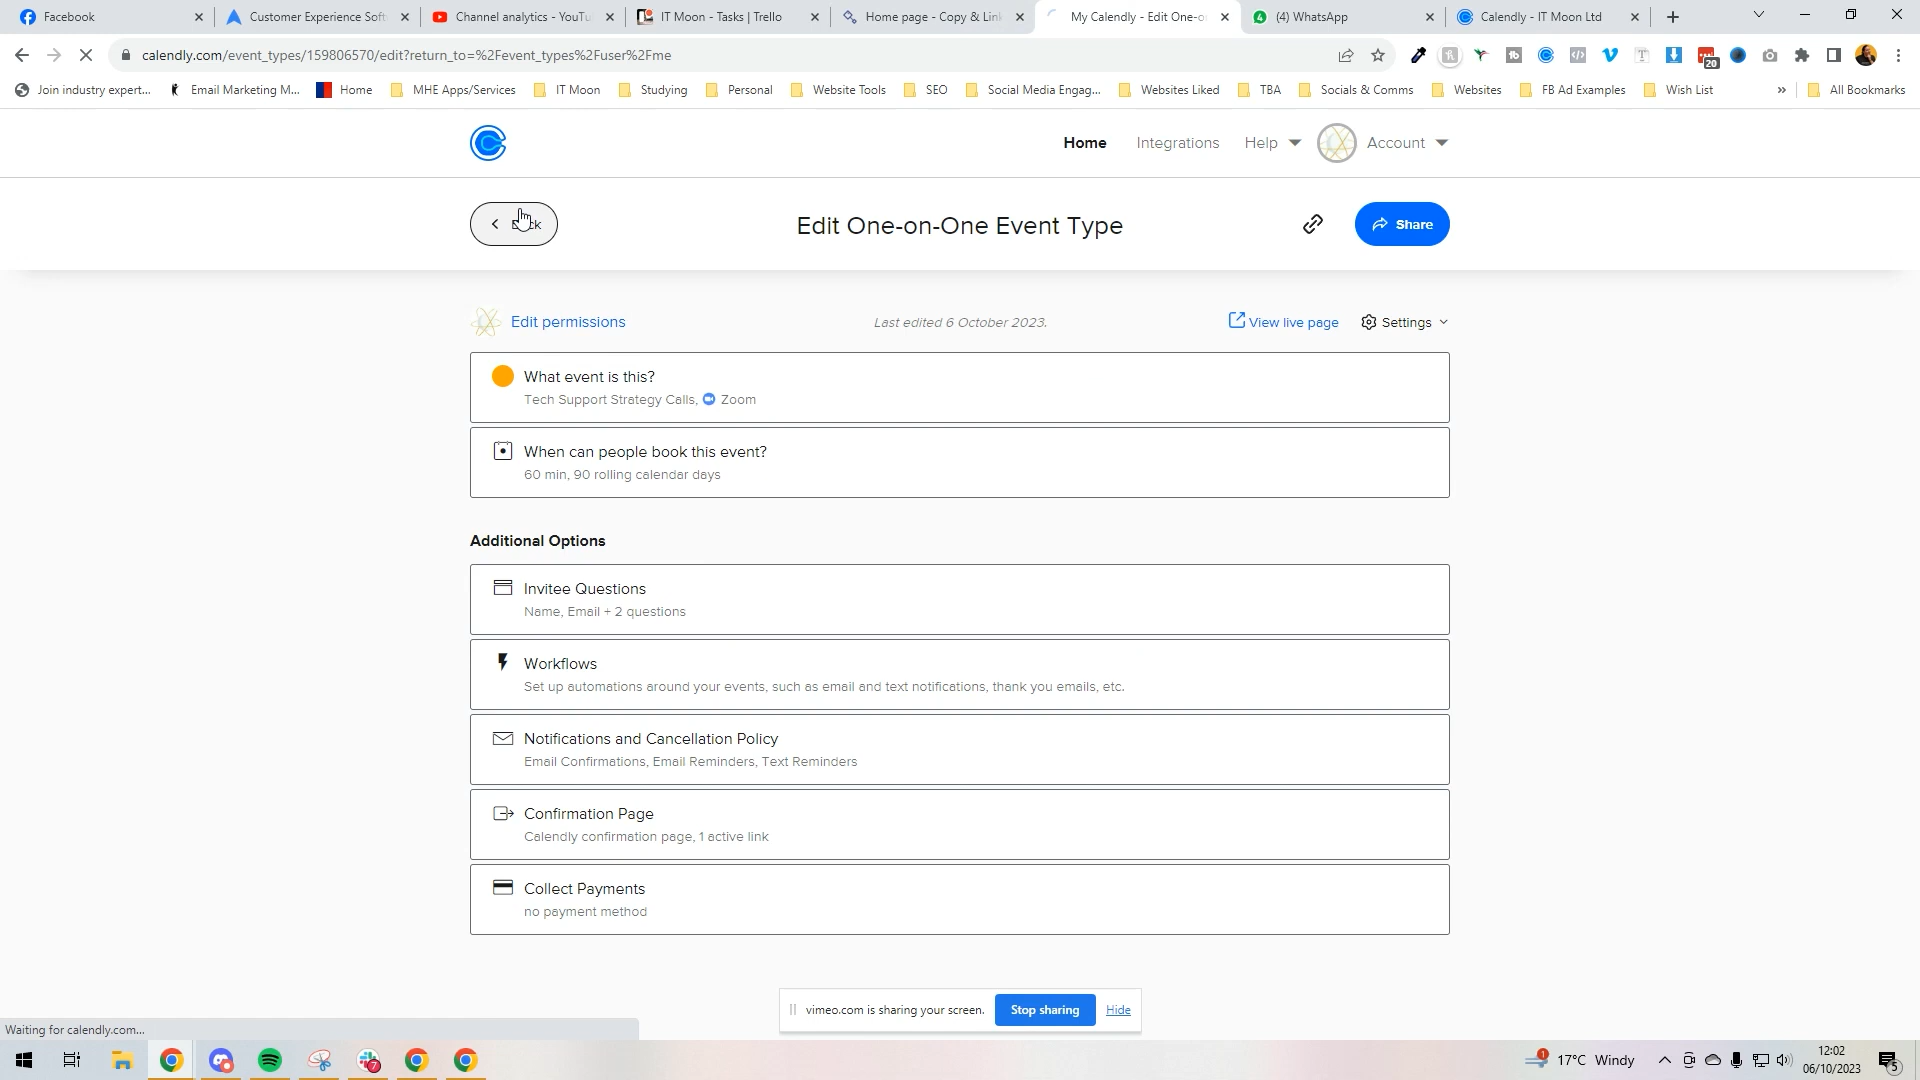 Facebook
Customer Experience Soft
Channel analytics - YouTu
IT Moon - Tasks | Trello
Home page - Copy & Lin
My Calendly - Edit One-o
(4) WhatsApp
Calendly - IT Moon Ltd
calendly.com/event_types/159806570/edit?return_to=%2Fevent_types%2Fuser%2Fme
20
Join industry expert...
Email Marketing M...
Home
MHE Apps/Services
IT Moon
Studying
Personal
Website Tools
SEO
Social Media Engag...
Websites Liked
TBA
Socials & Comms
Websites
FB Ad Examples
Wish List
»
All Bookmarks
Home
Integrations
Help
Account
Edit One-on-One Event Type
Share
Edit permissions
Last edited 6 October 2023.
View live page
Settings
What event is this?
Tech Support Strategy Calls, Zoom
When can people book this event?
60 min, 90 rolling calendar days
Additional Options
Invitee Questions
Name, Email + 2 questions
Workflows
Set up automations around your events, such as email and text notifications, thank you emails, etc.
Notifications and Cancellation Policy
Email Confirmations, Email Reminders, Text Reminders
Confirmation Page
Calendly confirmation page, 1 active link
Collect Payments
no payment method
vimeo.com is sharing your screen.
Stop sharing
Hide
Waiting for calendly.com...
7
1
17°C Windy
12:02
06/10/2023
5